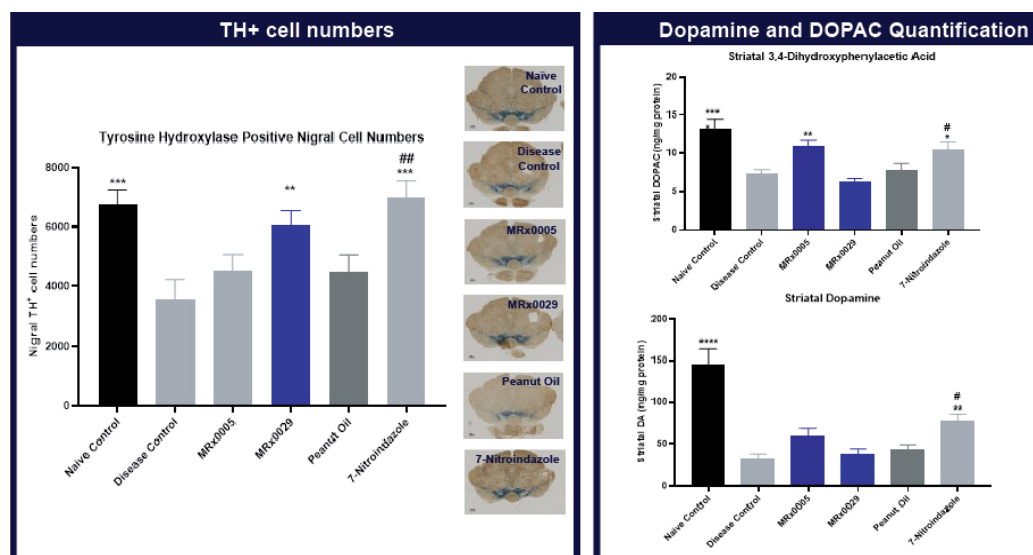 TH+ cell numbers
Tyrosine Hydroxylase Positive Nigral Cell Numbers
Nigral TH+ cell numbers
8000
6000
4000
2000
0
***
**
##
***
Naive Control
Disease Control
MRx0005
MRx0029
Peanut Oil
7-Nitroindazole
Naïve
Control
Disease
Control
MRx0005
MRx0029
Peanut Oil
7-Nitroindazole
Dopamine and DOPAC Quantification
Striatal 3,4-Dihydroxyphenylacetic Acid
Striatal DOPAC (ng/mg protein)
20
15
10
5
0
***
*
**
#
*
Naive Control
Disease Control
MRx0005
MRx0029
Peanut Oil
7-Nitroindazole
Striatal Dopamine
Striatal DA (ng/mg protein)
200
150
100
50
0
****
#
**
Naive Control
Disease Control
MRx0005
MRx0029
Peanut Oil
7-Nitroindazole